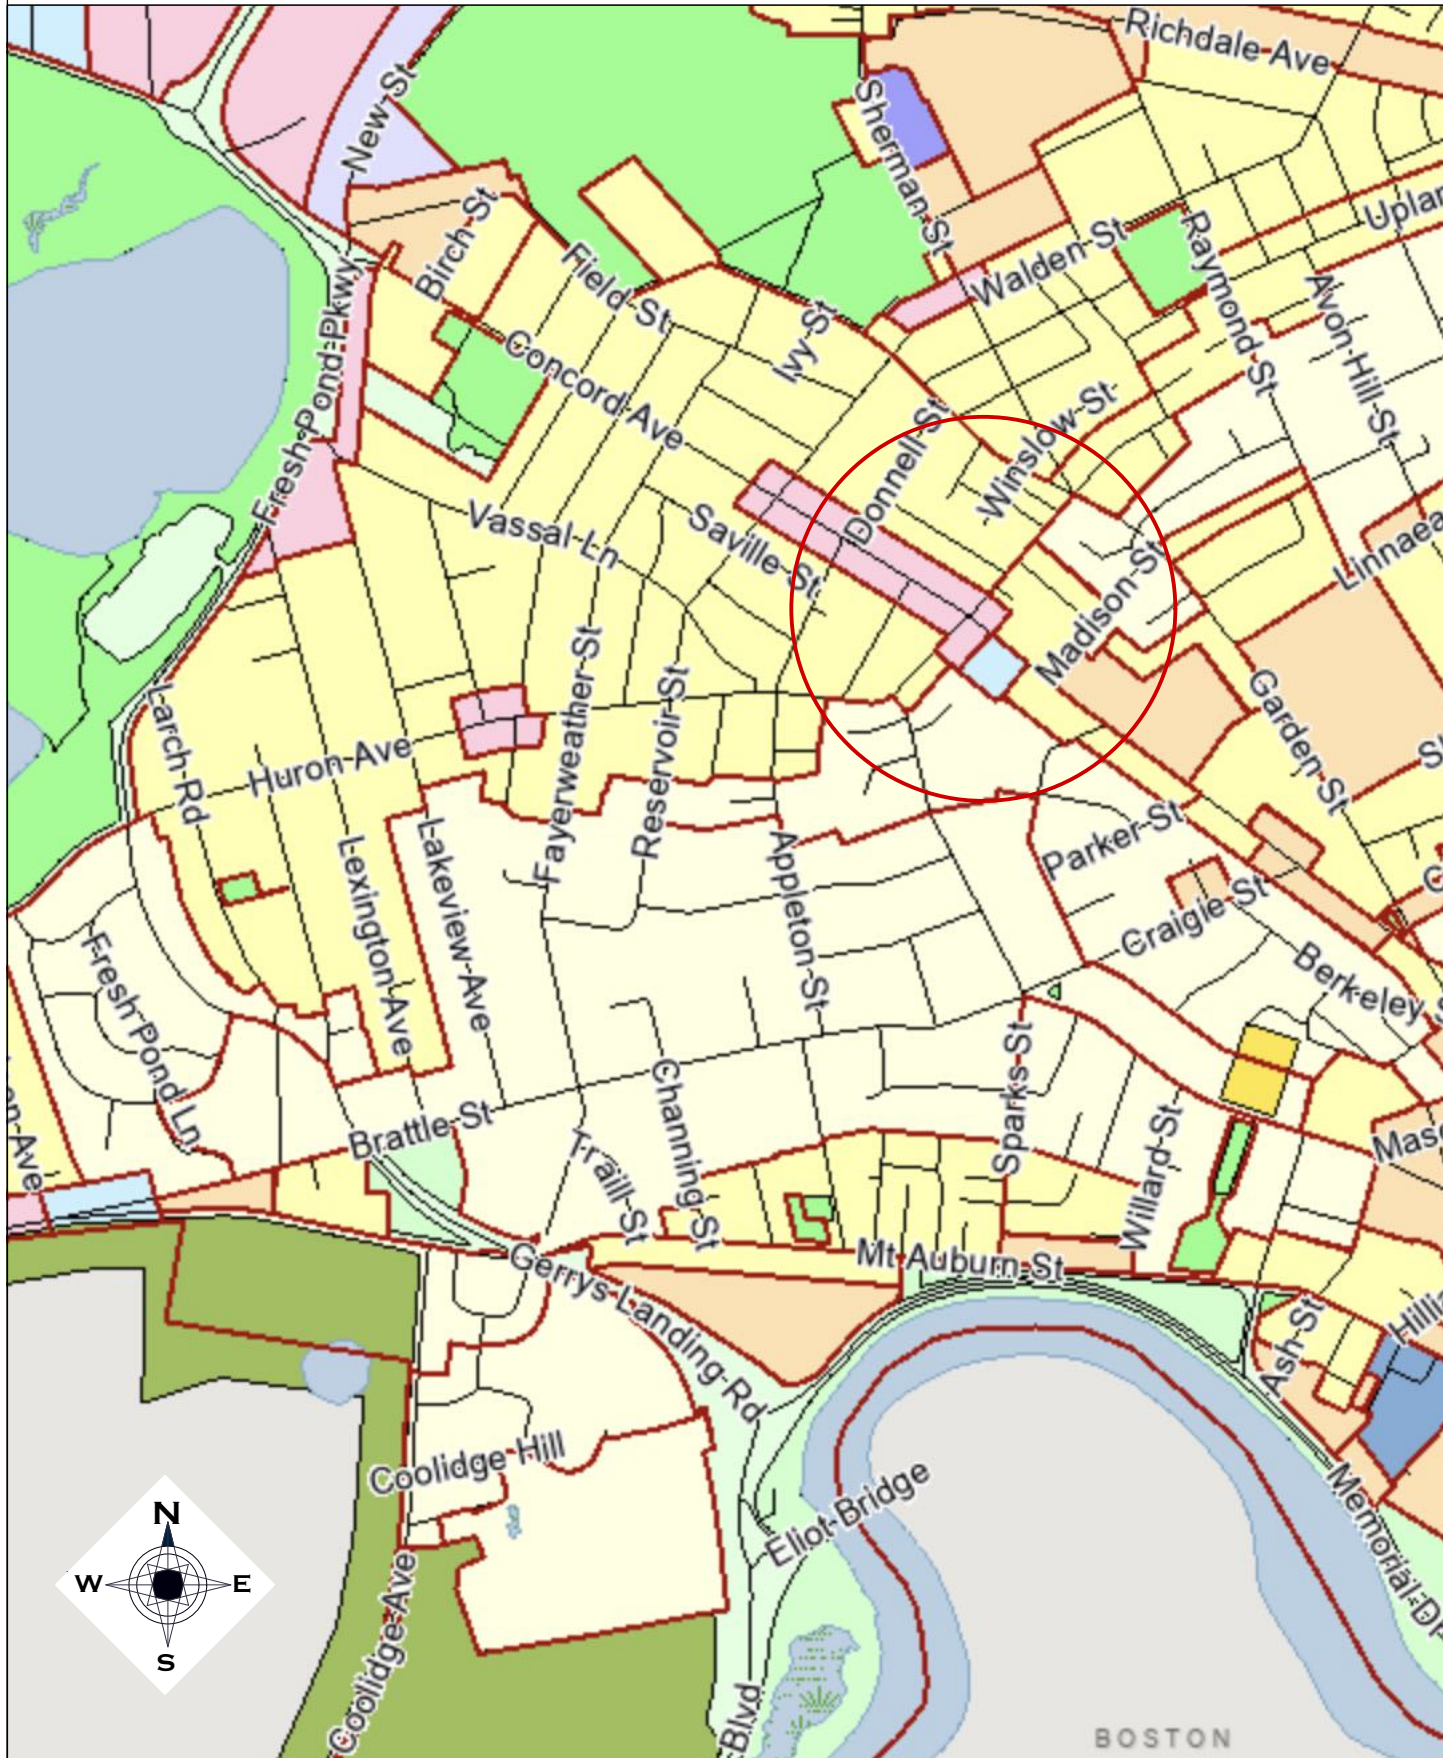 Richdale Ave
New St
Sherman St
Birch St
Walden St
Raymond St
Field St
Ivy St
Avon Hill St
Fresh Pond Pkwy
Concord Ave
Donnell St
Winslow St
Vassal Ln
Saville St
Madison St
Larch Rd
Huron Ave
Fayerweather St
Reservoir St
Garden St
Parker St
Craigie St
Berkeley
Lexington Ave
Lakeview Ave
Appleton St
Fresh Pond Ln
Brattle St
Channing St
Traill St
Sparks St
Willard St
Mt Auburn St
Gerrys Landing Rd
Ash St
Coolidge Hill
Eliot Bridge
Memorial Dr
Coolidge Ave
Blvd
N
W
E
S
BOSTON